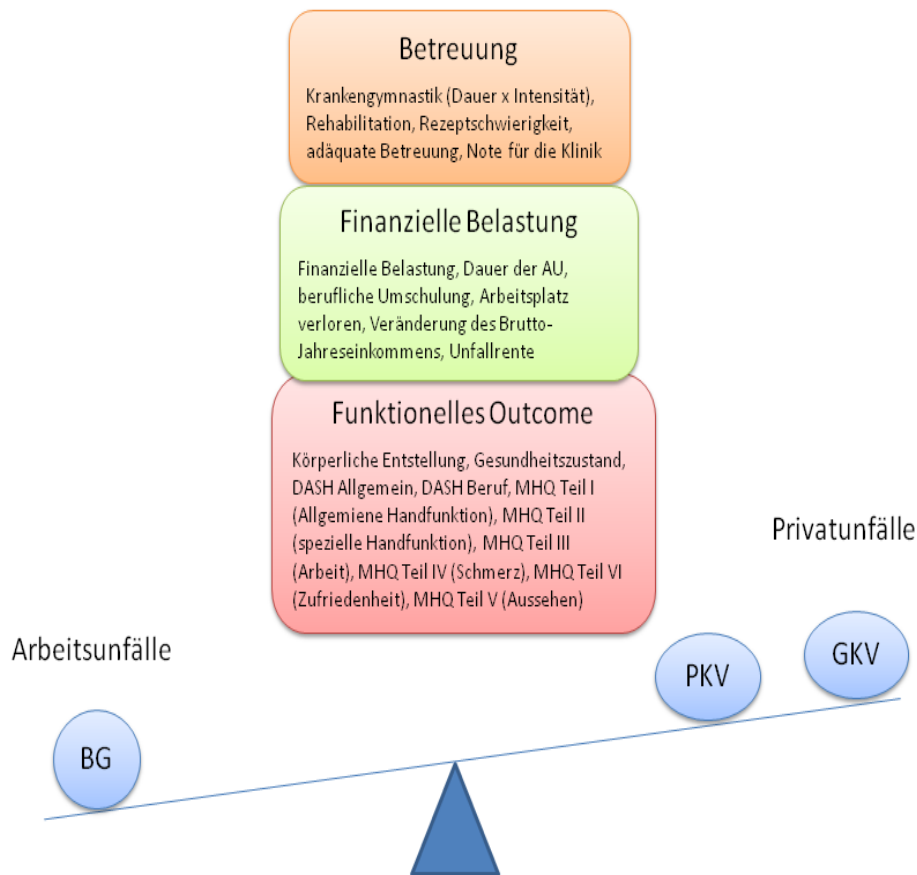 Betreuung
Krankengymnastik (Dauer x Intensität),
Rehabilitation, Rezeptschwierigkeit,
adäquate Betreuung, Note für die Klinik
Finanzielle Belastung
Finanzielle Belastung, Dauer der AU,
berufliche Umschulung, Arbeitsplatz
verloren, Veränderung des Brutto-
Jahreseinkommens, Unfallrente
Funktionelles Outcome
Körperliche Entstellung, Gesundheitszustand,
DASH Allgemein, DASH Beruf, MHQ Teil I
(Allgemiene Handfunktion), MHQ Teil II
(spezielle Handfunktion), MHQ Teil III
(Arbeit), MHQ Teil IV (Schmerz), MHQ Teil VI
(Zufriedenheit), MHQ Teil V (Aussehen)
Privatunfälle
Arbeitsunfälle
PKV
GKV
BG